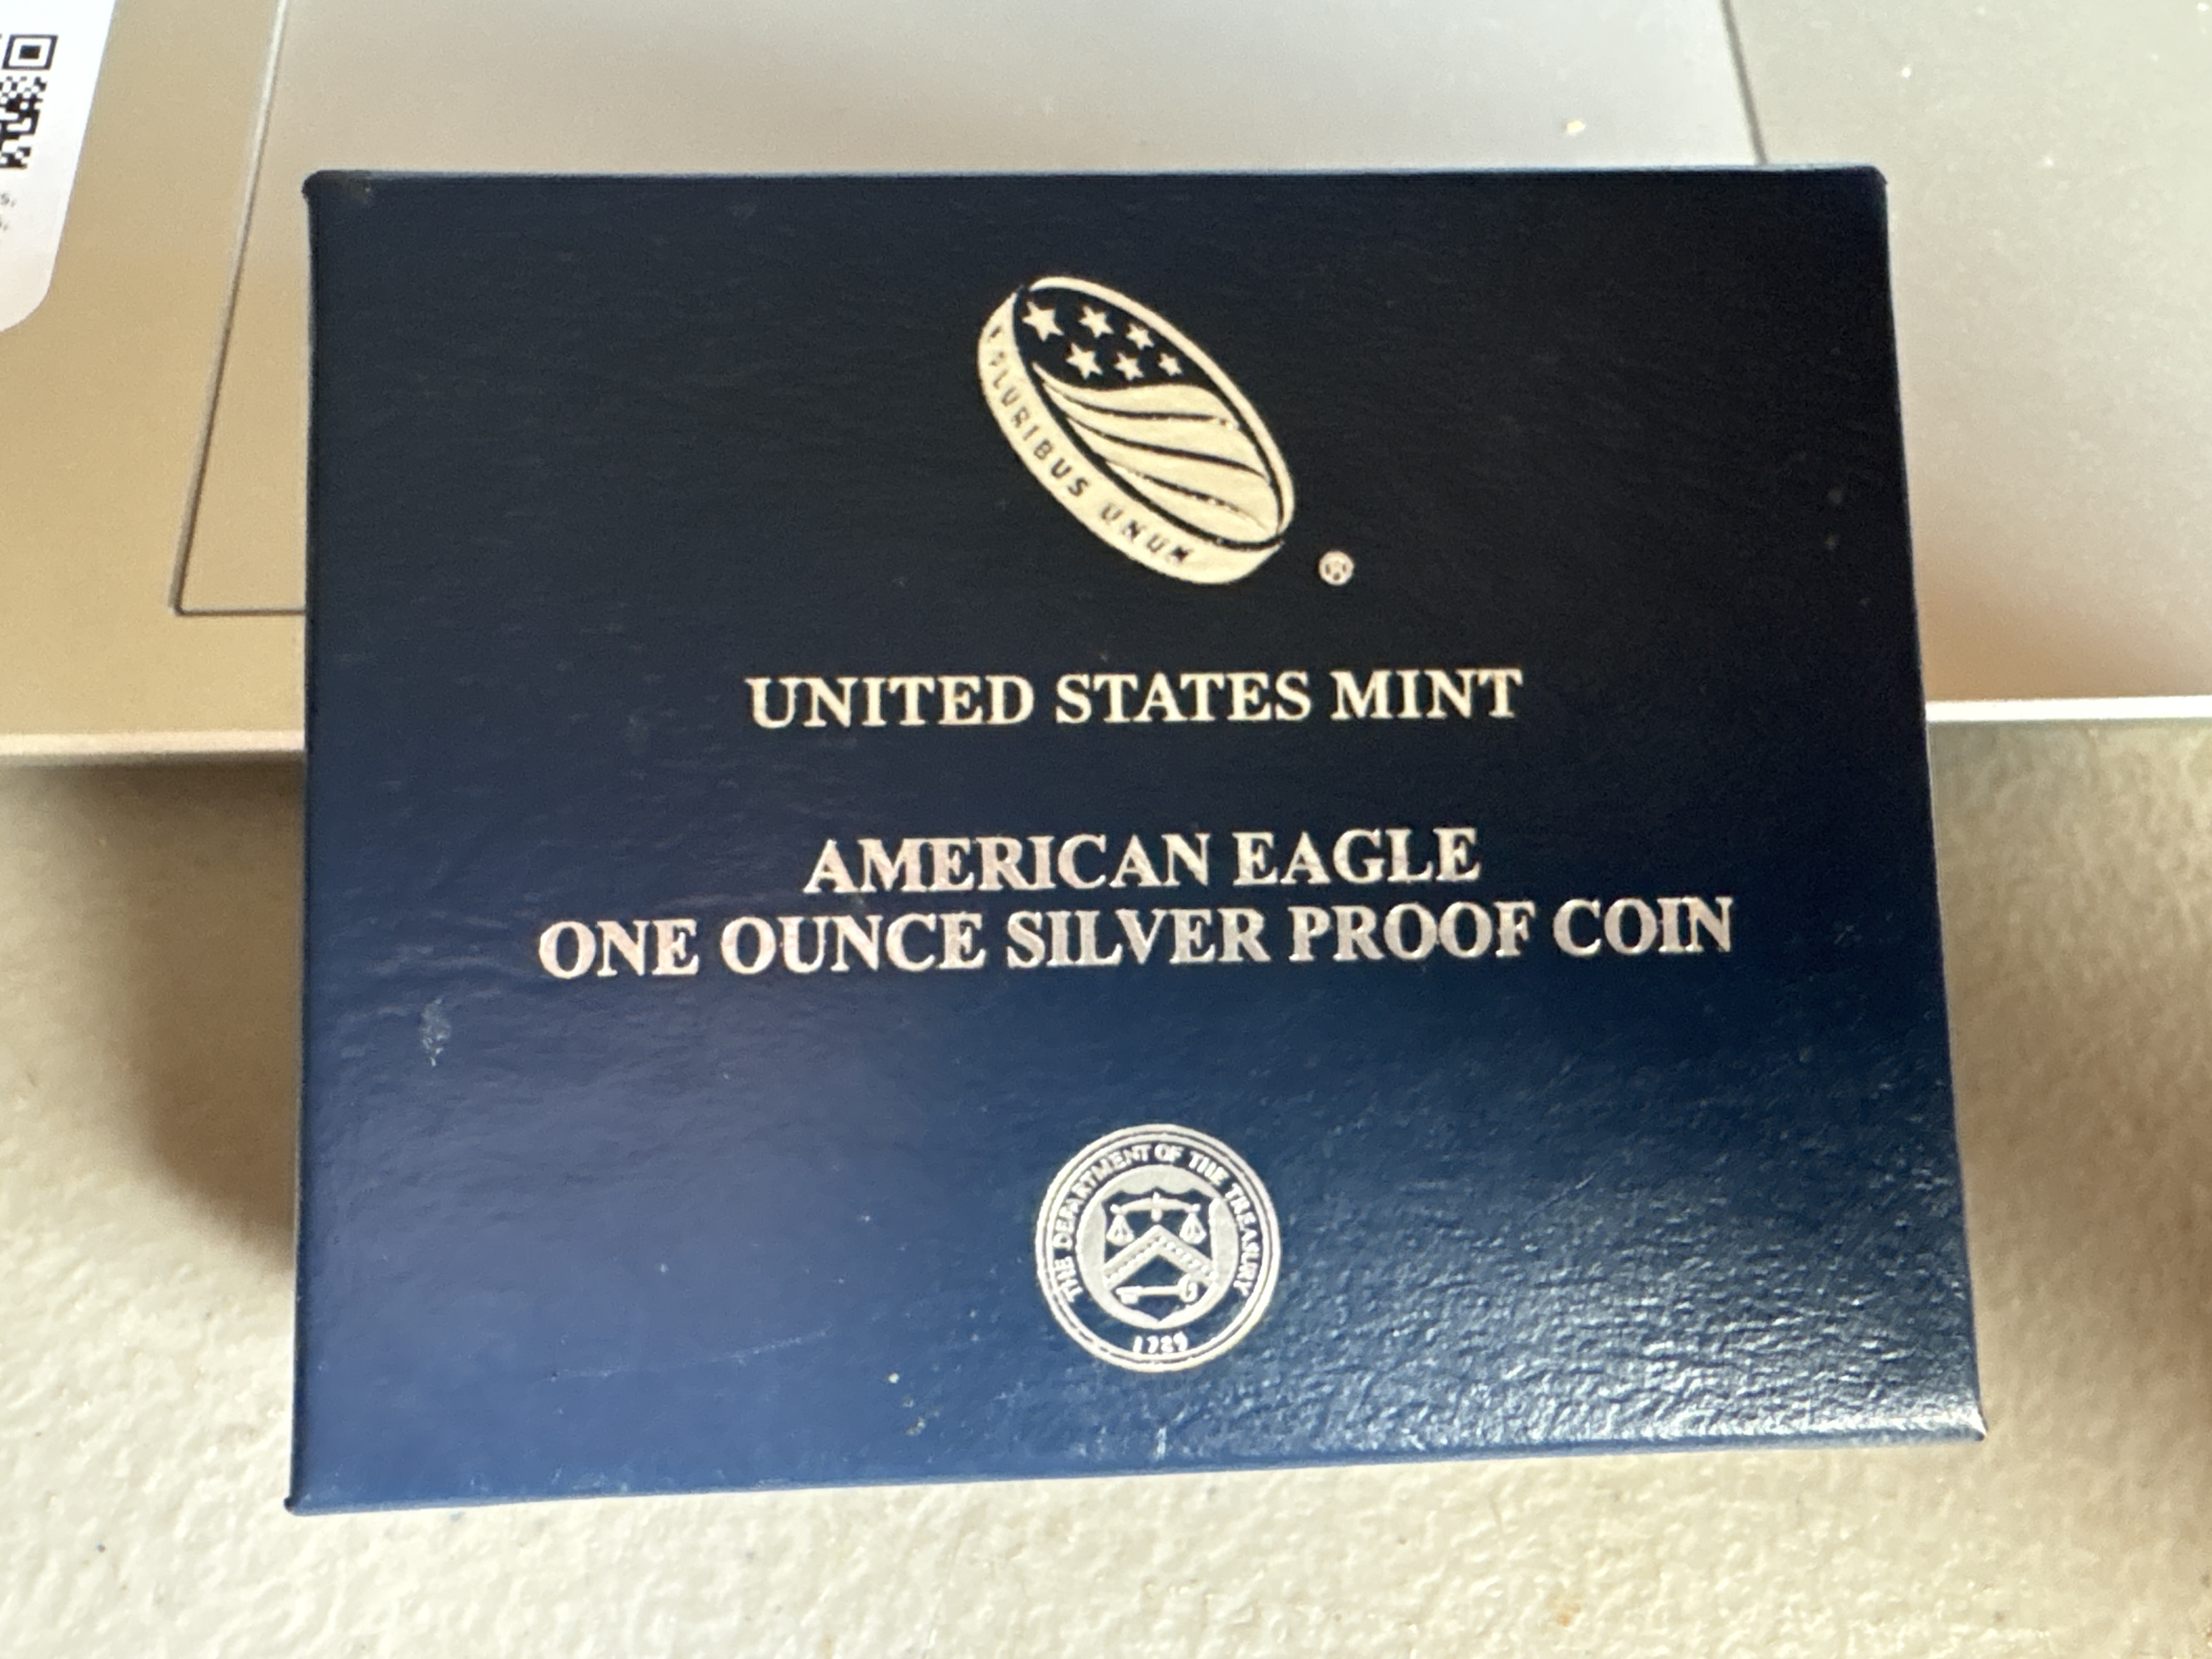 E PLURIBUS UNUM
®
UNITED STATES MINT
AMERICAN EAGLE
ONE OUNCE SILVER PROOF COIN
THE DEPARTMENT OF THE TREASURY
1789